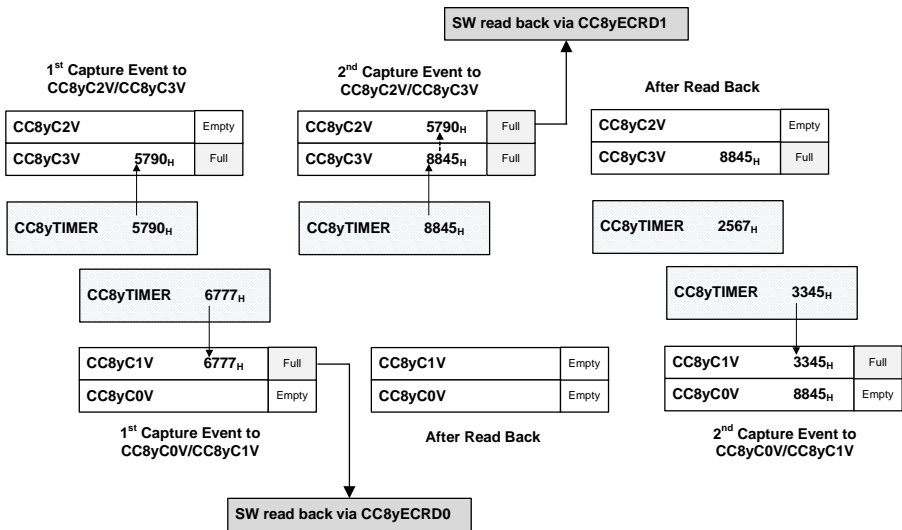 SW read back via CC8yECRD1
1st Capture Event to
CC8yC2V/CC8yC3V
2nd Capture Event to
CC8yC2V/CC8yC3V
After Read Back
CC8yC2V Empty
CC8yC3V 5790H Full
CC8yC2V 5790H Full
CC8yC3V 8845H Full
CC8yC2V Empty
CC8yC3V 8845H Full
CC8yTIMER 5790H
CC8yTIMER 8845H
CC8yTIMER 2567H
CC8yTIMER 6777H
CC8yTIMER 3345H
CC8yC1V 6777H Full
CC8yC0V Empty
CC8yC1V Empty
CC8yC0V Empty
CC8yC1V 3345H Full
CC8yC0V 8845H Empty
1st Capture Event to
CC8yC0V/CC8yC1V
After Read Back
2nd Capture Event to
CC8yC0V/CC8yC1V
SW read back via CC8yECRD0